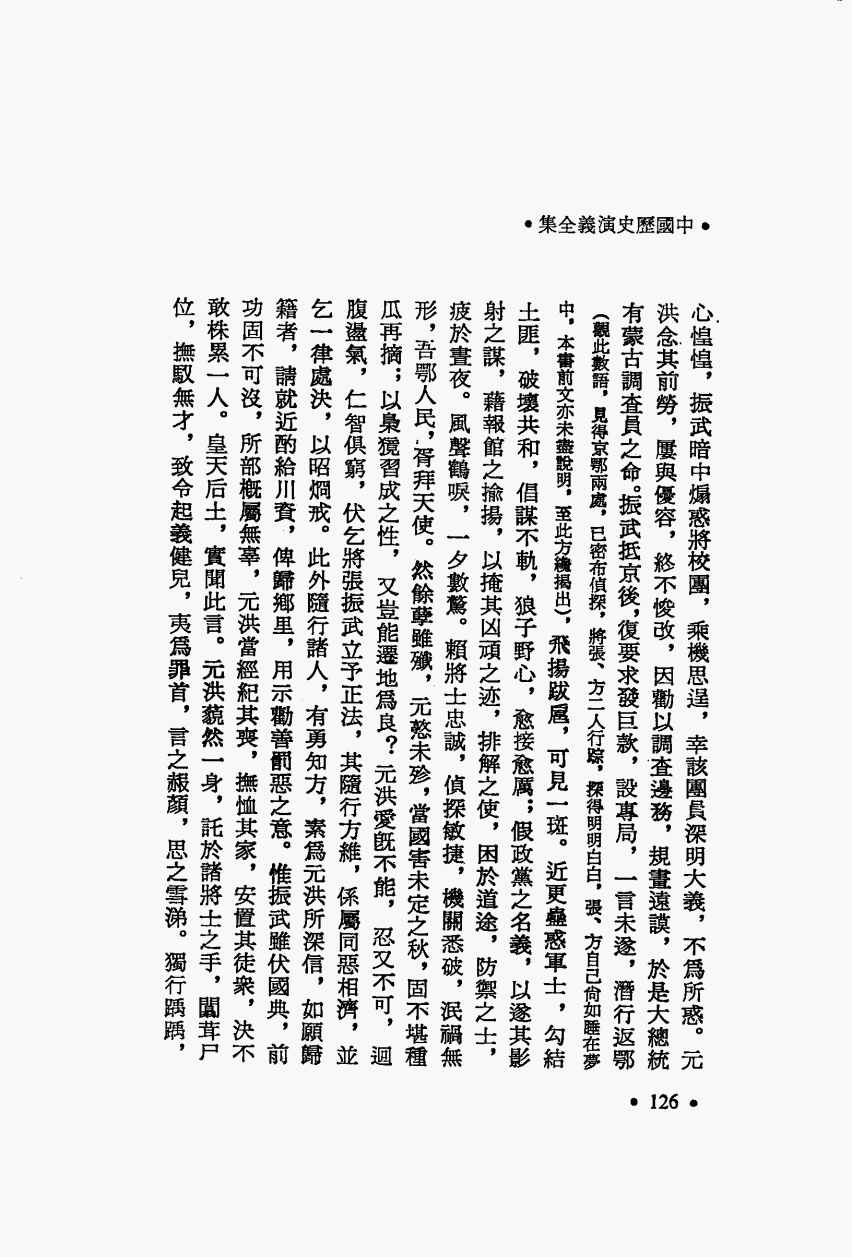 •中國歷史演義全集•
心惶惶，振武暗中煽惑將校團，乘機思逞，幸該團員深明大義，不爲所惑。元
洪念其前勞，屢與優容，終不悛改，因勸以調查邊務，規畫遠謨，於是大總統
有蒙古調查員之命。振武抵京後，復要求發巨款，設專局，一言未遂，潛行返鄂
（觀此數語，見得京鄂兩處，已密布偵探，將張、方二人行踪，探得明明白白，張、方自己尙如睡在夢
中，本書前文亦未盡說明，至此方纔揭出），飛揚跋扈，可見一斑。近更蠱惑軍士，勾結
土匪，破壞共和，倡謀不軌，狼子野心，愈接愈厲；假政黨之名義，以遂其影
射之謀，藉報館之揄揚，以掩其凶頑之迹，排解之使，困於道途，防禦之士，
疲於晝夜。風聲鶴唳，一夕數驚。賴將士忠誠，偵探敏捷，機關悉破，泯禍無
形，吾鄂人民，胥拜天使。然餘孽雖殲，元憝未殄，當國害未定之秋，固不堪種
瓜再摘；以梟獍習成之性，又豈能遷地爲良？元洪愛旣不能，忍又不可，迴
腹盪氣，仁智俱窮，伏乞將張振武立予正法，其隨行方維，係屬同惡相濟，並
乞一律處決，以昭烱戒。此外隨行諸人，有勇知方，素爲元洪所深信，如願歸
籍者，請就近酌給川資，俾歸鄉里，用示勸善罰惡之意。惟振武雖伏國典，前
功固不可沒，所部概屬無辜，元洪當經紀其喪，撫恤其家，安置其徒衆，決不
敢株累一人。皇天后土，實聞此言。元洪藐然一身，託於諸將士之手，闒茸尸
位，撫馭無才，致令起義健兒，夷爲罪首，言之赧顏，思之雪涕。獨行踽踽，
•126•